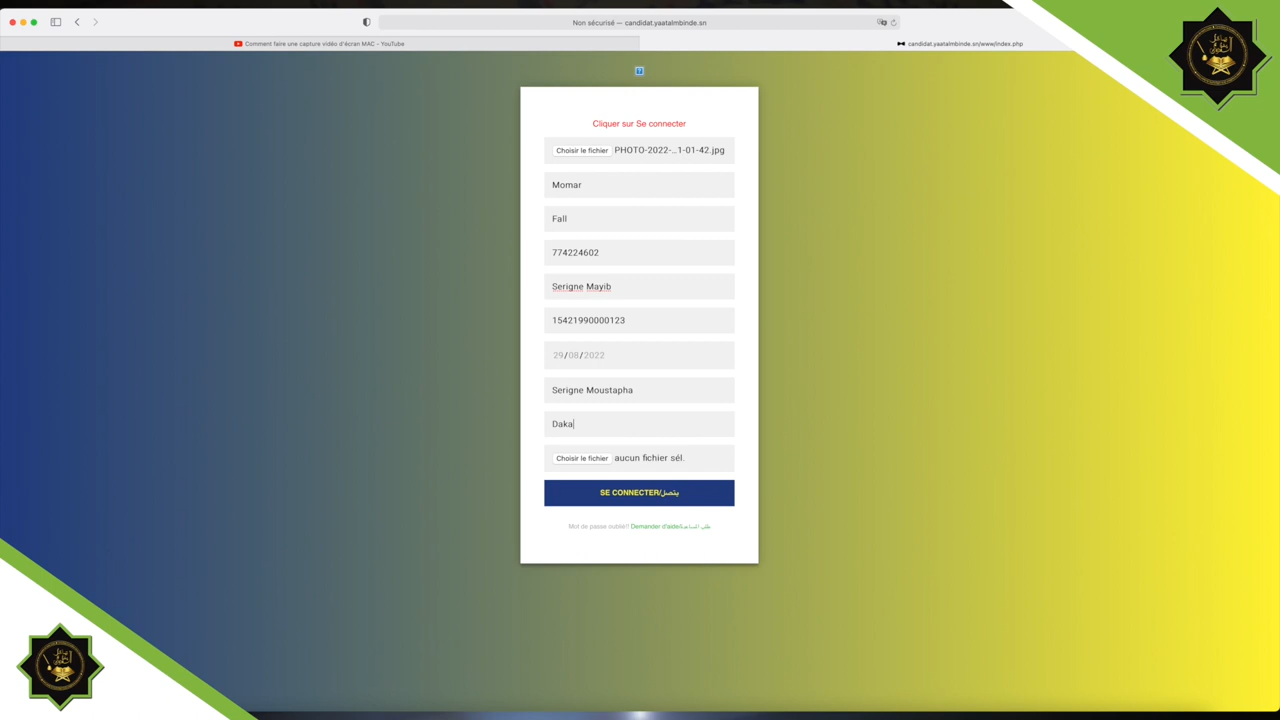 Non sécurisé — candidat.yaatalmbinde.sn
Comment faire une capture vidéo d'écran MAC - YouTube
candidat.yaatalmbinde.sn/www/index.php
Cliquer sur Se connecter
Choisir le fichier PHOTO-2022-...1-01-42.jpg
Momar
Fall
774224602
Serigne Mayib
15421990000123
29/08/2022
Serigne Moustapha
Daka
Choisir le fichier aucun fichier sél.
SE CONNECTER/يتصل
Mot de passe oublié!! Demander d'aide/طلب المساعدة